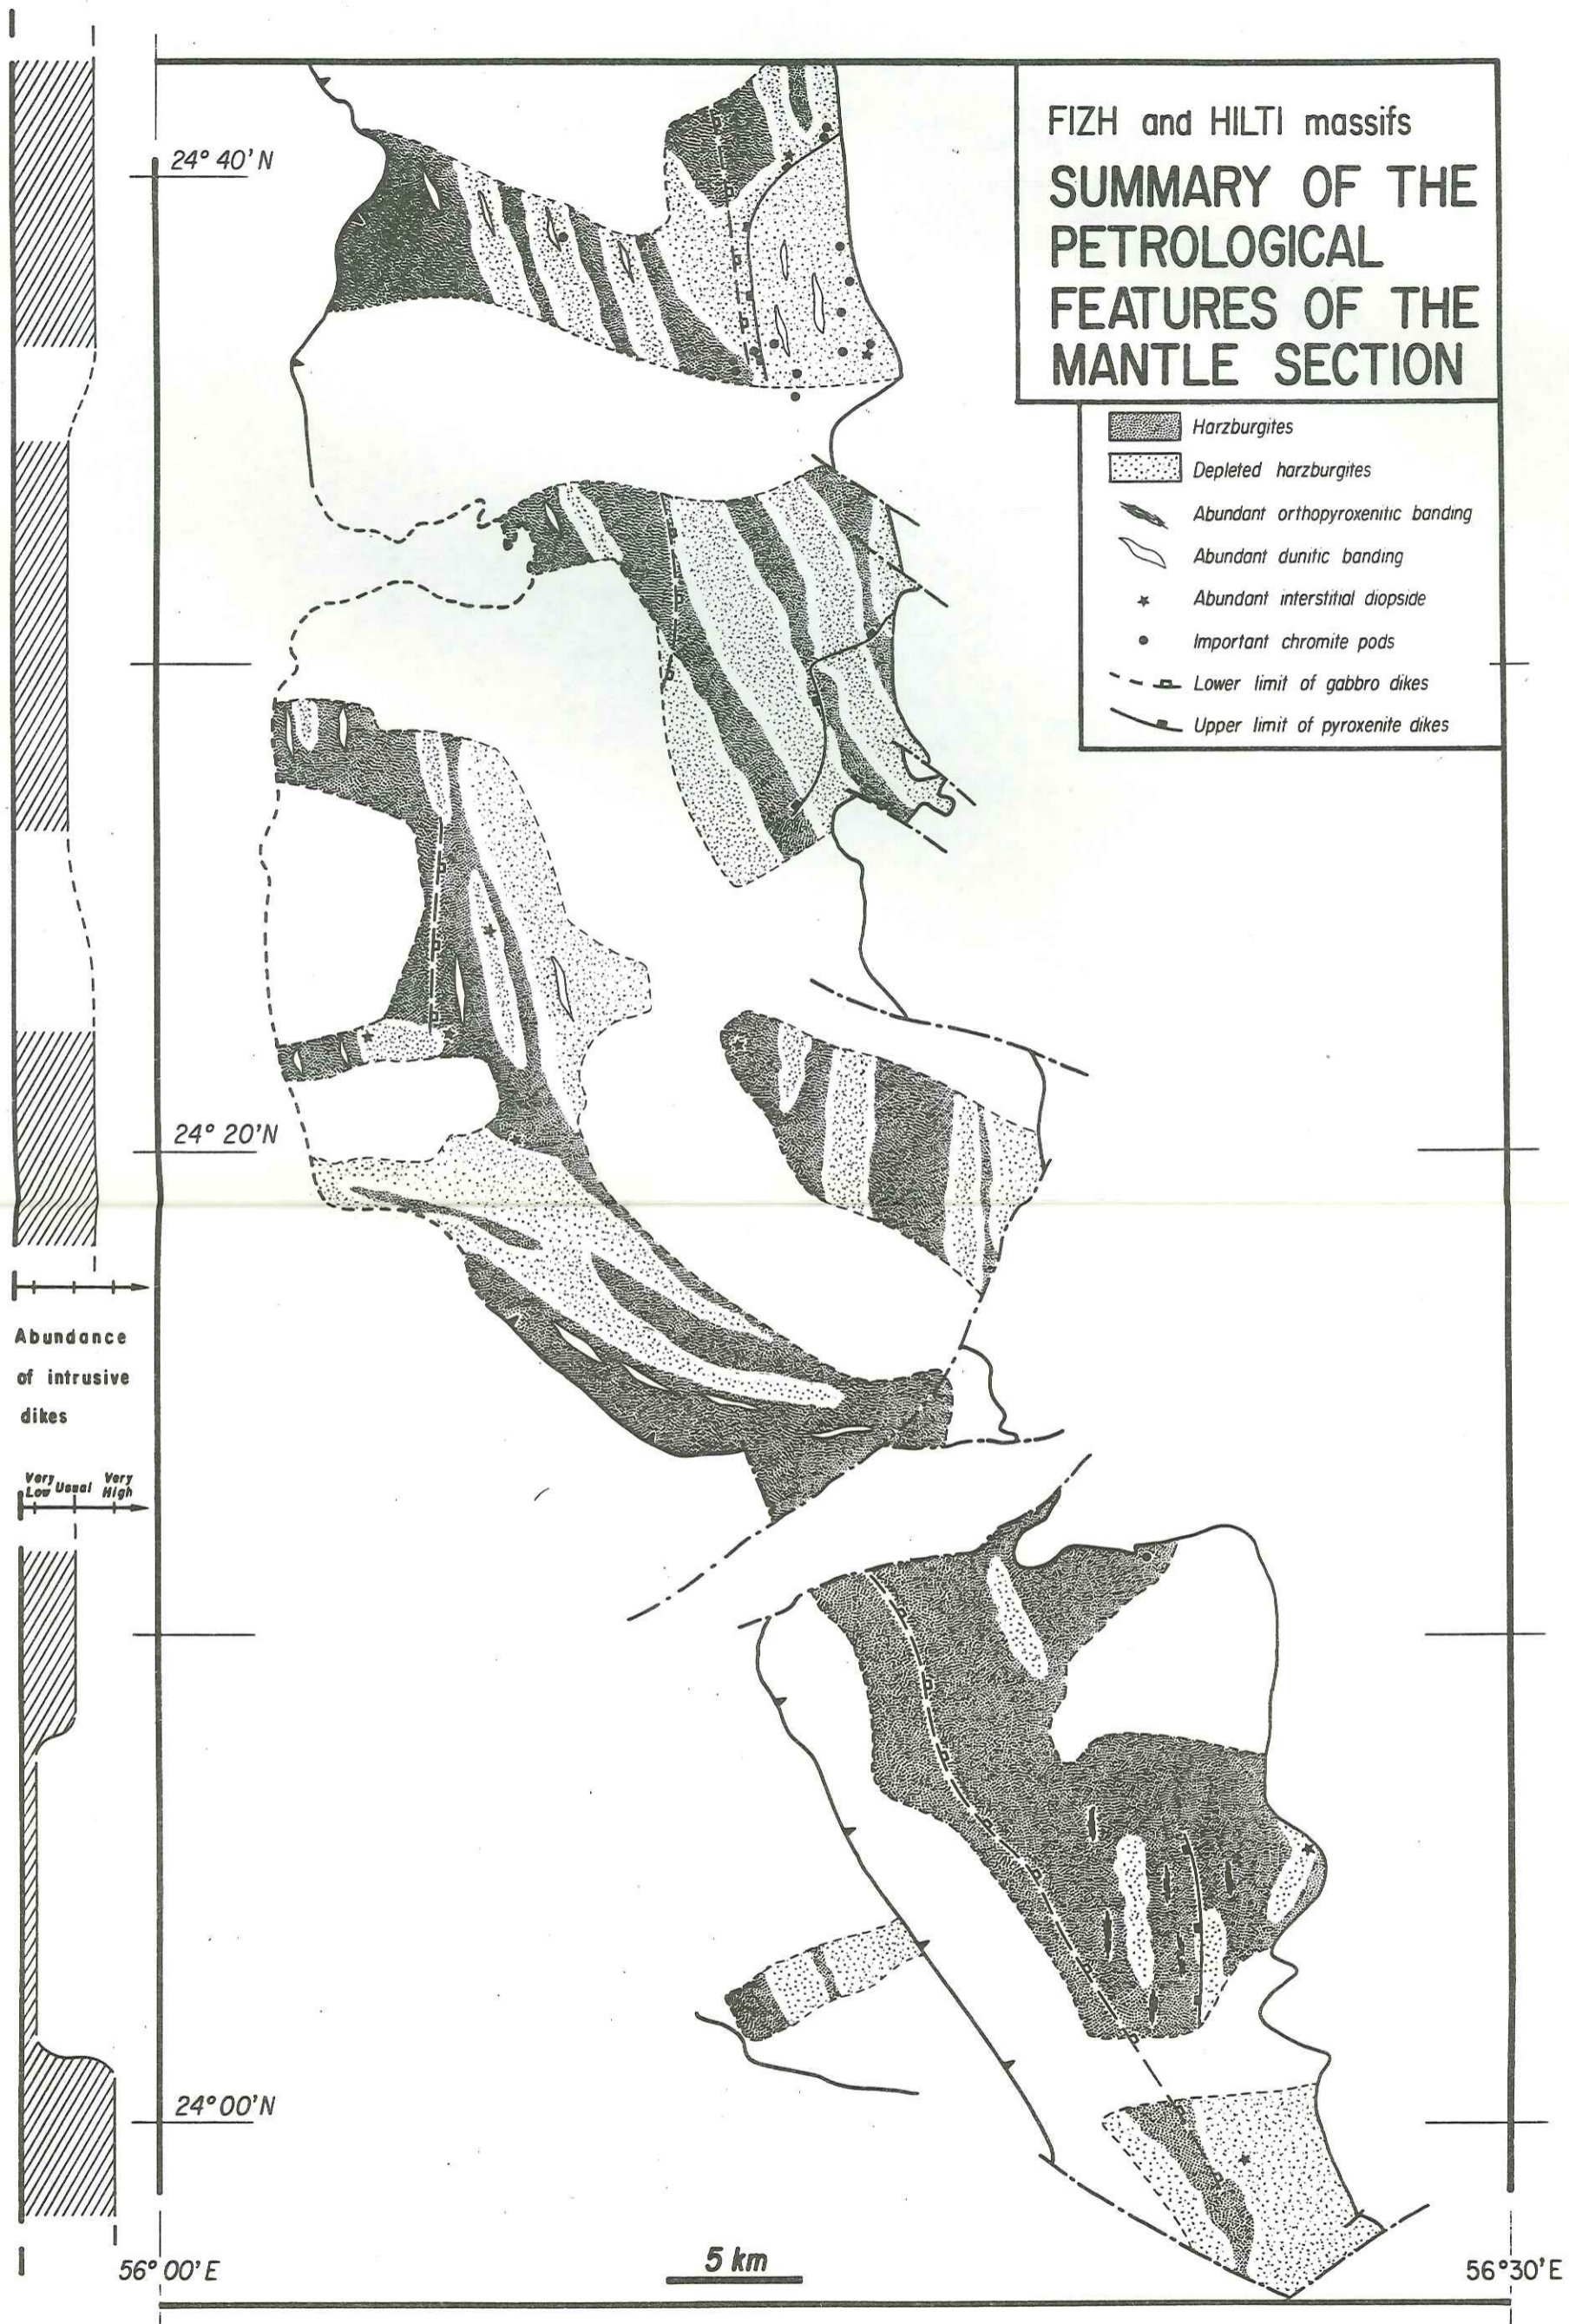 FIZH and HILTI massifs
SUMMARY OF THE
PETROLOGICAL
FEATURES OF THE
MANTLE SECTION
Harzburgites
Depleted harzburgites
Abundant orthopyroxenitic banding
Abundant dunitic banding
Abundant interstitial diopside
Important chromite pods
Lower limit of gabbro dikes
Upper limit of pyroxenite dikes
24° 40' N
24° 20'N
Abundance
of intrusive
dikes
Very Low Usual Very High
24° 00'N
56° 00' E
5 km
56°30'E